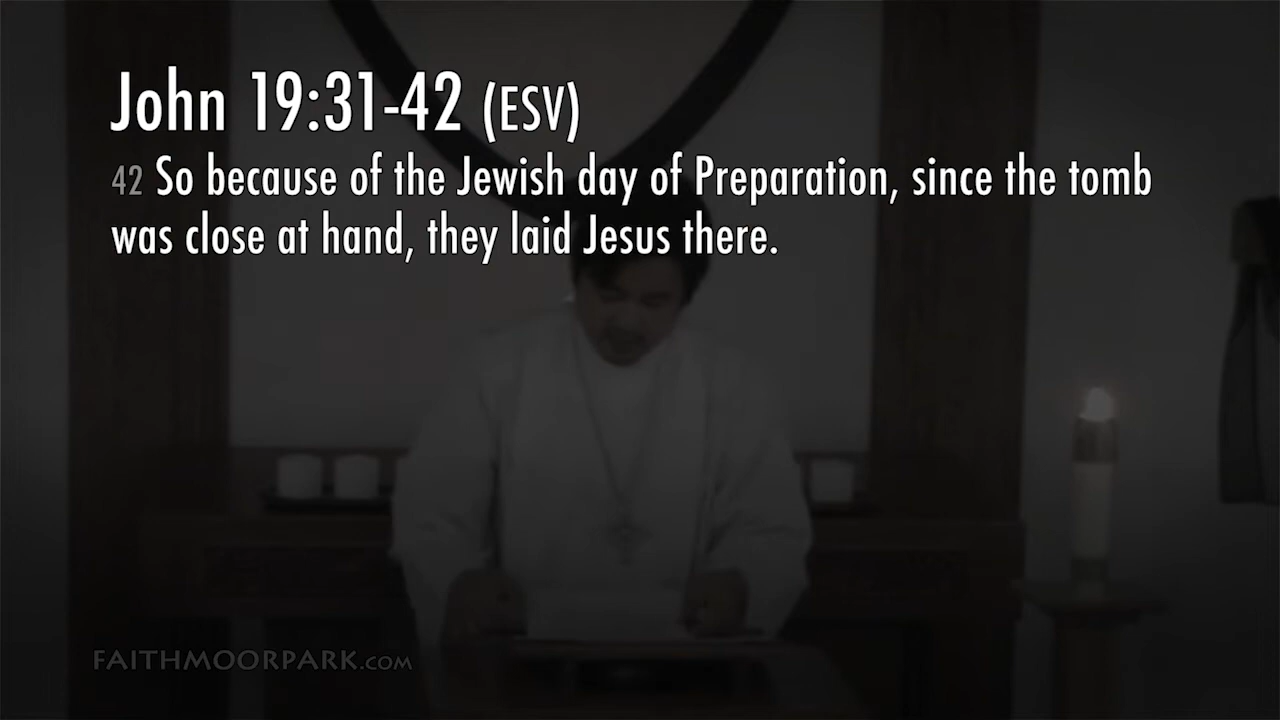 John 19:31-42 (ESV)
42 So because of the Jewish day of Preparation, since the tomb
was close at hand, they laid Jesus there.
FAITHMOORPARK.COM